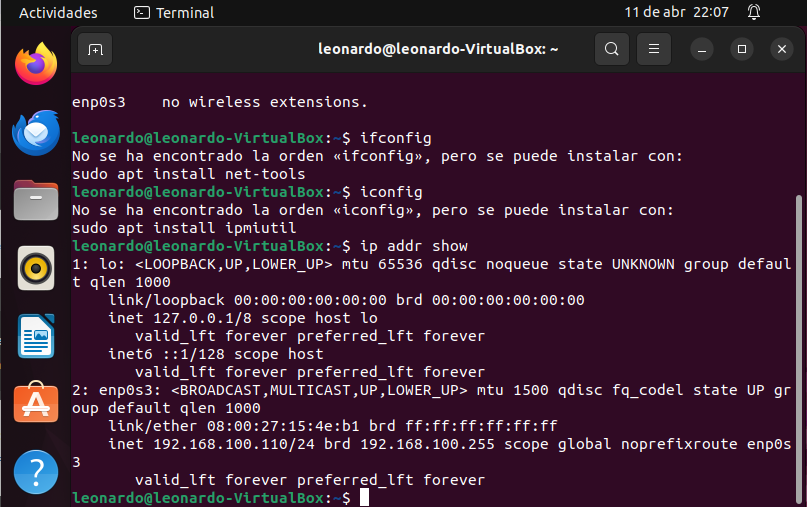 Actividades
Terminal
11 de abr 22:07
leonardo@leonardo-VirtualBox: ~
enp0s3    no wireless extensions.
leonardo@leonardo-VirtualBox:~$ ifconfig
No se ha encontrado la orden «ifconfig», pero se puede instalar con:
sudo apt install net-tools
leonardo@leonardo-VirtualBox:~$ iconfig
No se ha encontrado la orden «iconfig», pero se puede instalar con:
sudo apt install ipmiutil
leonardo@leonardo-VirtualBox:~$ ip addr show
1: lo: <LOOPBACK,UP,LOWER_UP> mtu 65536 qdisc noqueue state UNKNOWN group defaul
t qlen 1000
    link/loopback 00:00:00:00:00:00 brd 00:00:00:00:00:00
    inet 127.0.0.1/8 scope host lo
       valid_lft forever preferred_lft forever
    inet6 ::1/128 scope host
       valid_lft forever preferred_lft forever
2: enp0s3: <BROADCAST,MULTICAST,UP,LOWER_UP> mtu 1500 qdisc fq_codel state UP gr
oup default qlen 1000
    link/ether 08:00:27:15:4e:b1 brd ff:ff:ff:ff:ff:ff
    inet 192.168.100.110/24 brd 192.168.100.255 scope global noprefixroute enp0s
3
       valid_lft forever preferred_lft forever
leonardo@leonardo-VirtualBox:~$